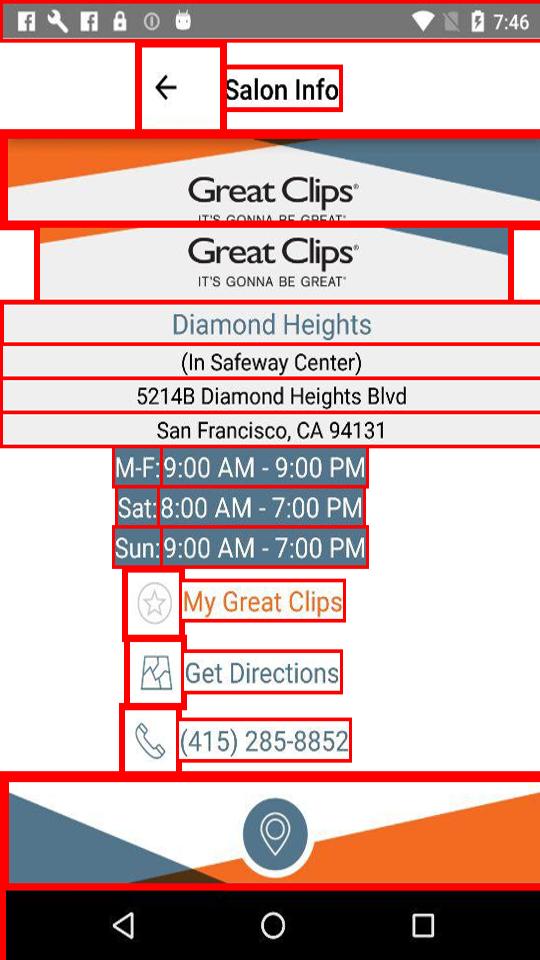 7:46
Salon Info
Great Clips®
IT'S GONNA BE GREAT®
Great Clips®
IT'S GONNA BE GREAT®
Diamond Heights
(In Safeway Center)
5214B Diamond Heights Blvd
San Francisco, CA 94131
M-F: 9:00 AM - 9:00 PM
Sat: 8:00 AM - 7:00 PM
Sun: 9:00 AM - 7:00 PM
My Great Clips
Get Directions
(415) 285-8852